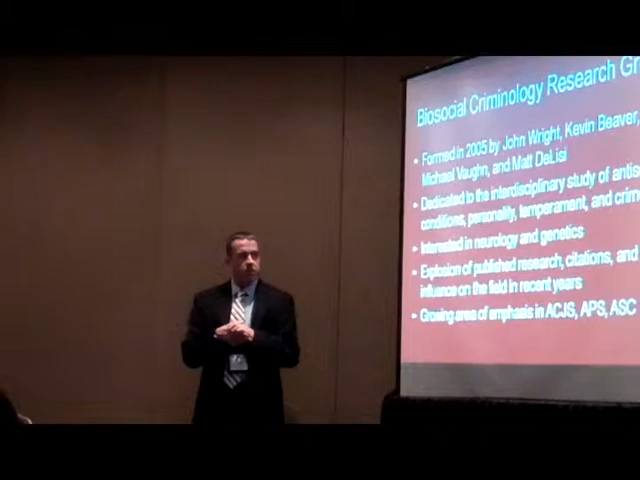 Biosocial Criminology Research Gr
• Formed in 2005 by John Wright, Kevin Beaver,
Michael Vaughn, and Matt DeLisi
• Dedicated to the interdisciplinary study of antis
conditions, personality, temperament, and crim
• Interested in neurology and genetics
• Explosion of published research, citations, and
influence on the field in recent years
• Growing area of emphasis in ACJS, APS, ASC